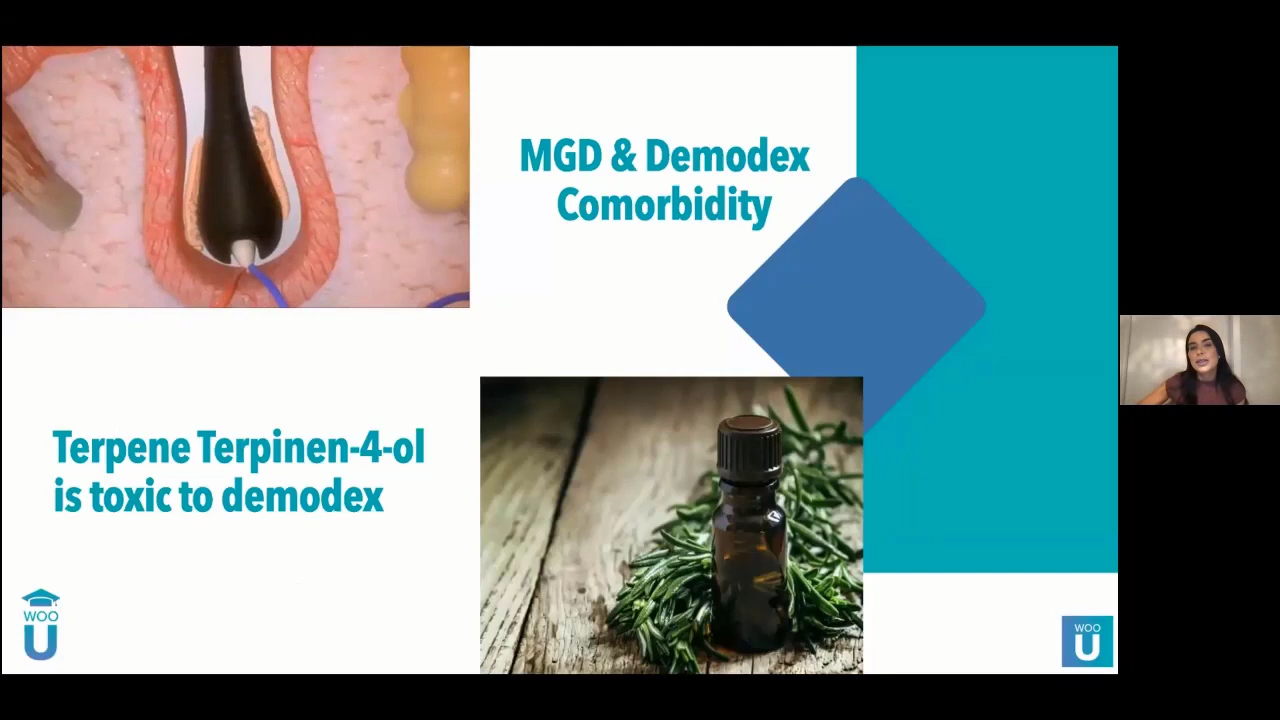 MGD & Demodex
Comorbidity
Terpene Terpinen-4-ol
is toxic to demodex
WOO
U
WOO
U